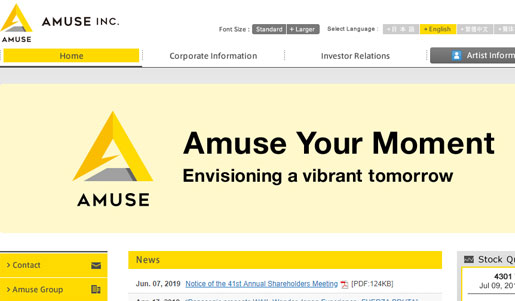 AMUSE INC.
AMUSE
Font Size : Standard + Larger Select Language : + 日本語 + English + 繁體中文
Home Corporate Information Investor Relations Artist Inform
Amuse Your Moment
Envisioning a vibrant tomorrow
AMUSE
> Contact
> Amuse Group
News
Jun. 07, 2019 Notice of the 41st Annual Shareholders Meeting [PDF:124KB]
Stock Qu
4301
Jul 09, 201